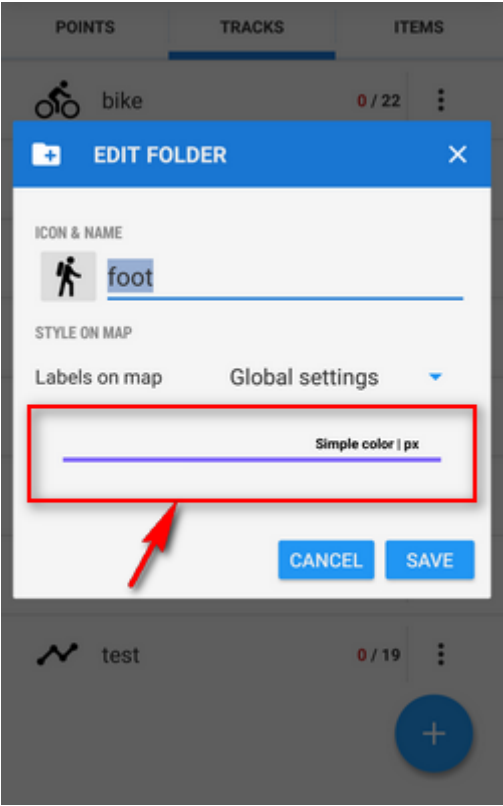 POINTS TRACKS ITEMS
bike 0 / 22
EDIT FOLDER
ICON & NAME
foot
STYLE ON MAP
Labels on map Global settings
Simple color | px
CANCEL SAVE
test 0 / 19